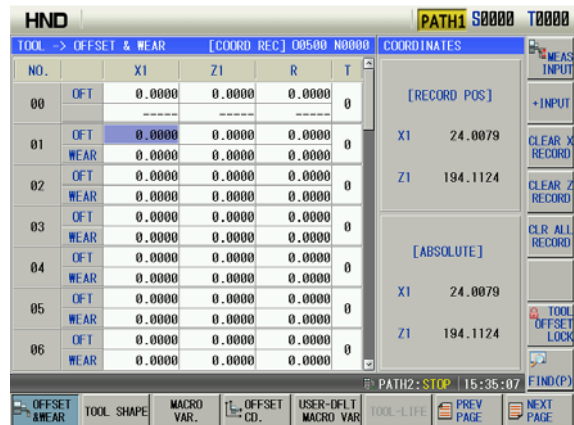 HND
PATH1 S0000 T0000
TOOL -> OFFSET & WEAR [COORD REC] O0500 N0000
COORDINATES
NO. X1 Z1 R T
00 OFT 0.0000 0.0000 0.0000 0
----- ----- -----
01 OFT 0.0000 0.0000 0.0000 0
WEAR 0.0000 0.0000 0.0000
02 OFT 0.0000 0.0000 0.0000 0
WEAR 0.0000 0.0000 0.0000
03 OFT 0.0000 0.0000 0.0000 0
WEAR 0.0000 0.0000 0.0000
04 OFT 0.0000 0.0000 0.0000 0
WEAR 0.0000 0.0000 0.0000
05 OFT 0.0000 0.0000 0.0000 0
WEAR 0.0000 0.0000 0.0000
06 OFT 0.0000 0.0000 0.0000 0
WEAR 0.0000 0.0000 0.0000
[RECORD POS]
X1 24.0079
Z1 194.1124
[ABSOLUTE]
X1 24.0079
Z1 194.1124
MEAS
INPUT
+INPUT
CLEAR X
RECORD
CLEAR Z
RECORD
CLR ALL
RECORD
TOOL
OFFSET
LOCK
FIND(P)
PATH2:STOP 15:35:07
OFFSET
&WEAR
TOOL SHAPE
MACRO
VAR.
OFFSET
CD.
USER-DFLT
MACRO VAR
TOOL-LIFE
PREV
PAGE
NEXT
PAGE